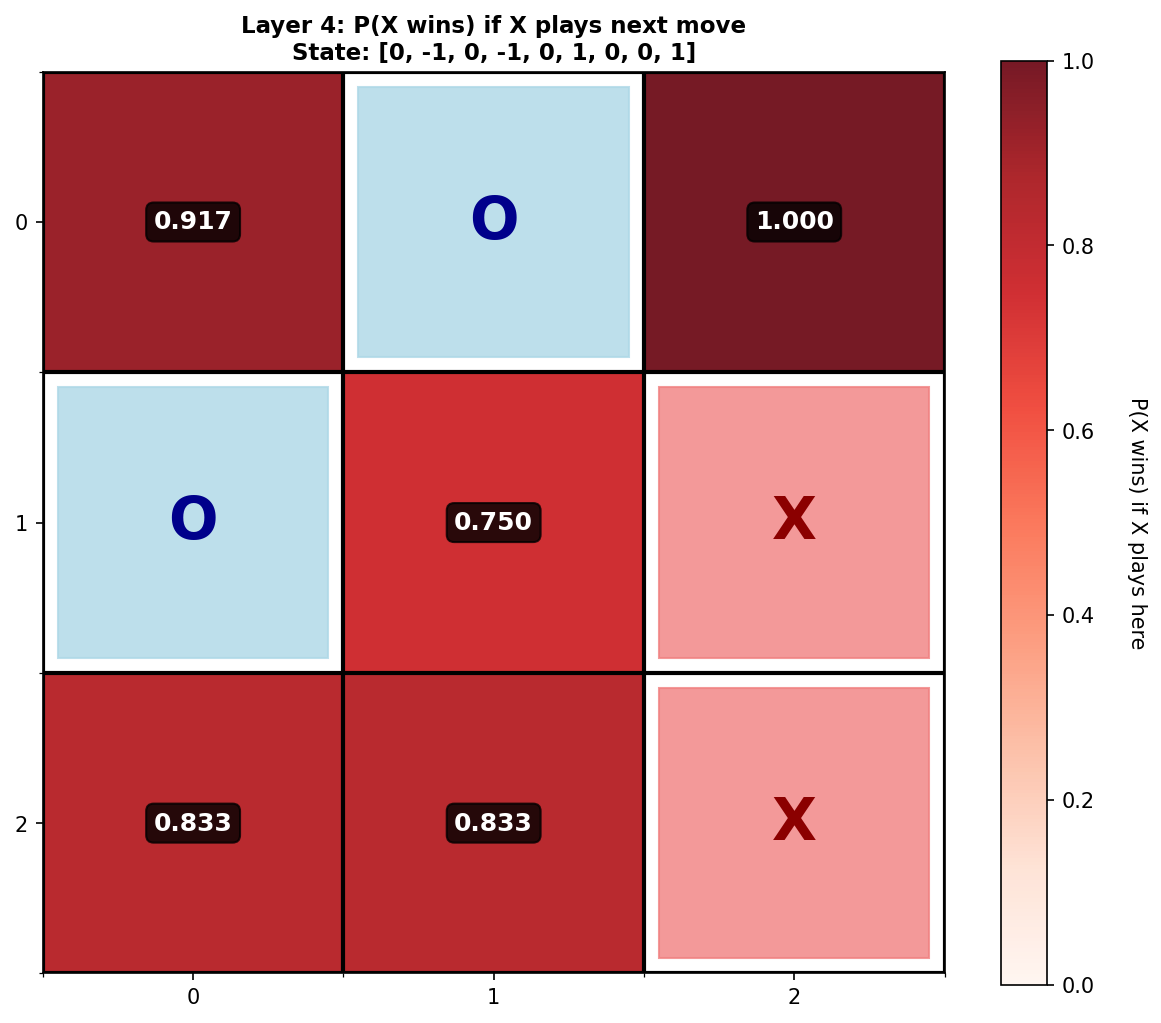 Layer 4: P(X wins) if X plays next move
State: [0, -1, 0, -1, 0, 1, 0, 0, 1]
0.917
O
1.000
O
0.750
X
0.833
0.833
X
0
1
2
0
1
2
1.0
0.8
0.6
0.4
0.2
0.0
P(X wins) if X plays here